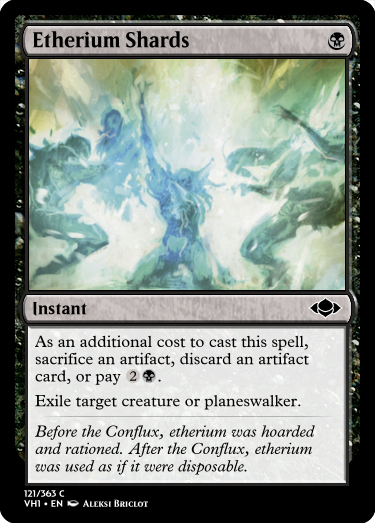 Etherium Shards
Instant
As an additional cost to cast this spell,
sacrifice an artifact, discard an artifact
card, or pay 2.
Exile target creature or planeswalker.
Before the Conflux, etherium was hoarded
and rationed. After the Conflux, etherium
was used as if it were disposable.
121/363 C
VH1 • EN Aleksi Briclot